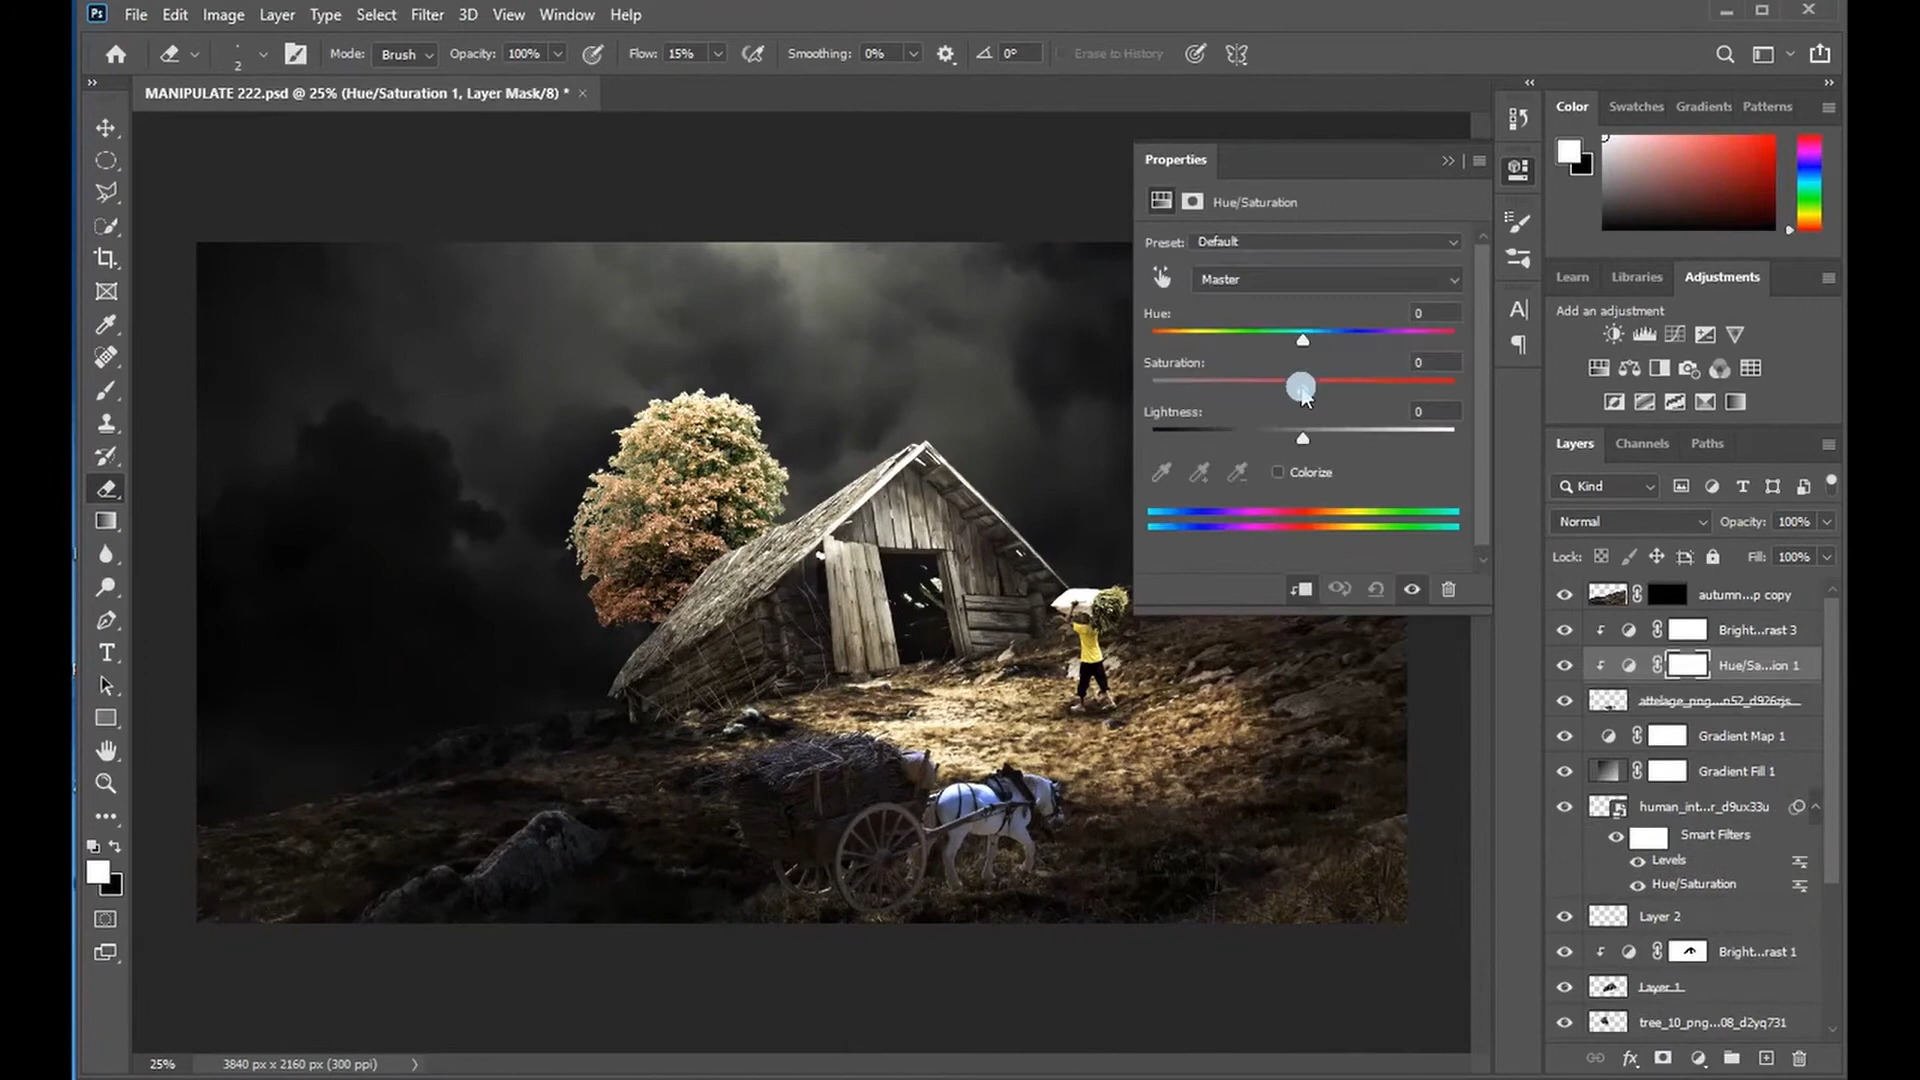 Ps File Edit Image Layer Type Select Filter 3D View Window Help
2 Mode: Brush Opacity: 100% Flow: 15% Smoothing: 0% 0° Erase to History
MANIPULATE 222.psd @ 25% (Hue/Saturation 1, Layer Mask/8) *
Color Swatches Gradients Patterns
Properties
Hue/Saturation
Preset: Default
Master
Hue: 0
Saturation: 0
Lightness: 0
Colorize
Learn Libraries Adjustments
Add an adjustment
Layers Channels Paths
Kind
Normal Opacity: 100%
Lock: Fill: 100%
autumn...p copy
Bright...rast 3
Hue/Sa...ion 1
attelage_png...n52_d926zjs
Gradient Map 1
Gradient Fill 1
human_int...r_d9ux33u
Smart Filters
Levels
Hue/Saturation
Layer 2
Bright...rast 1
Layer 1
tree_10_png...08_d2yq731
25% 3840 px x 2160 px (300 ppi)